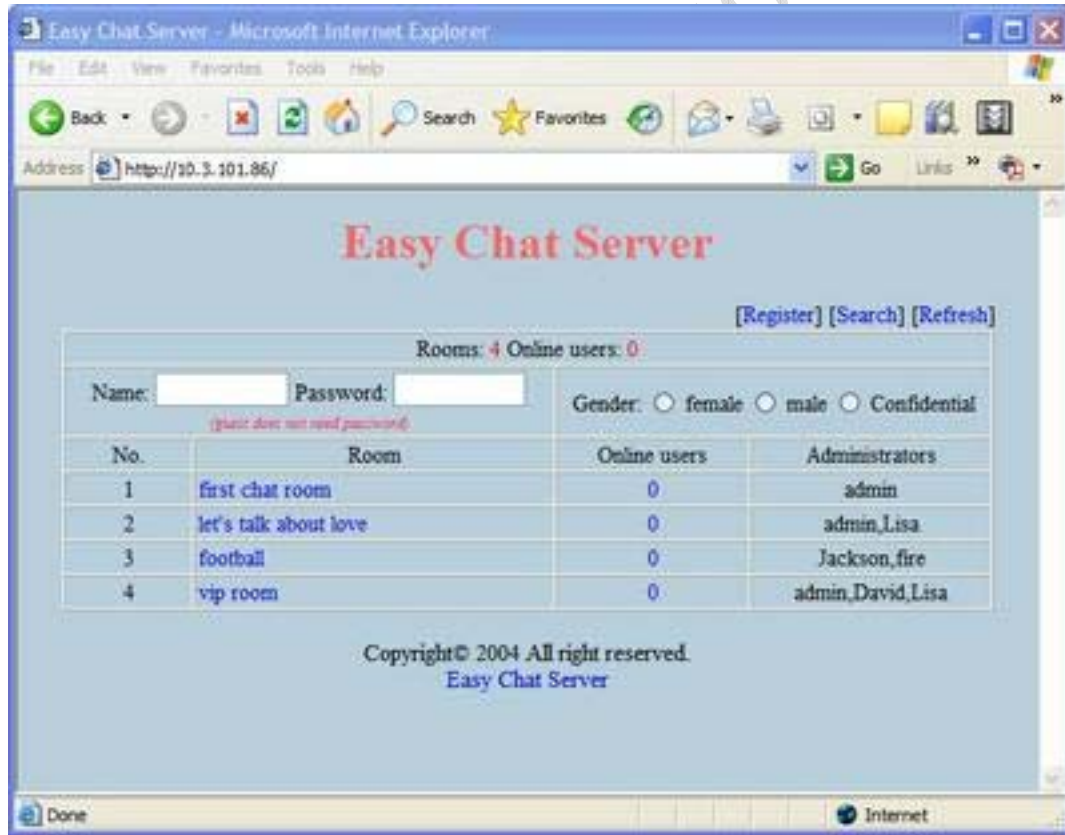 Easy Chat Server - Microsoft Internet Explorer
File Edit View Favorites Tools Help
Back Search Favorites »
Address http://10.3.101.86/ Go Links »
Easy Chat Server
[Register] [Search] [Refresh]
Rooms: 4 Online users: 0
Name: Password: Gender: female male Confidential
does not need password)
No. Room Online users Administrators
1 first chat room 0 admin
2 let's talk about love 0 admin,Lisa
3 football 0 Jackson,fire
4 vip room 0 admin,David,Lisa
Copyright© 2004 All right reserved.
Easy Chat Server
Done Internet